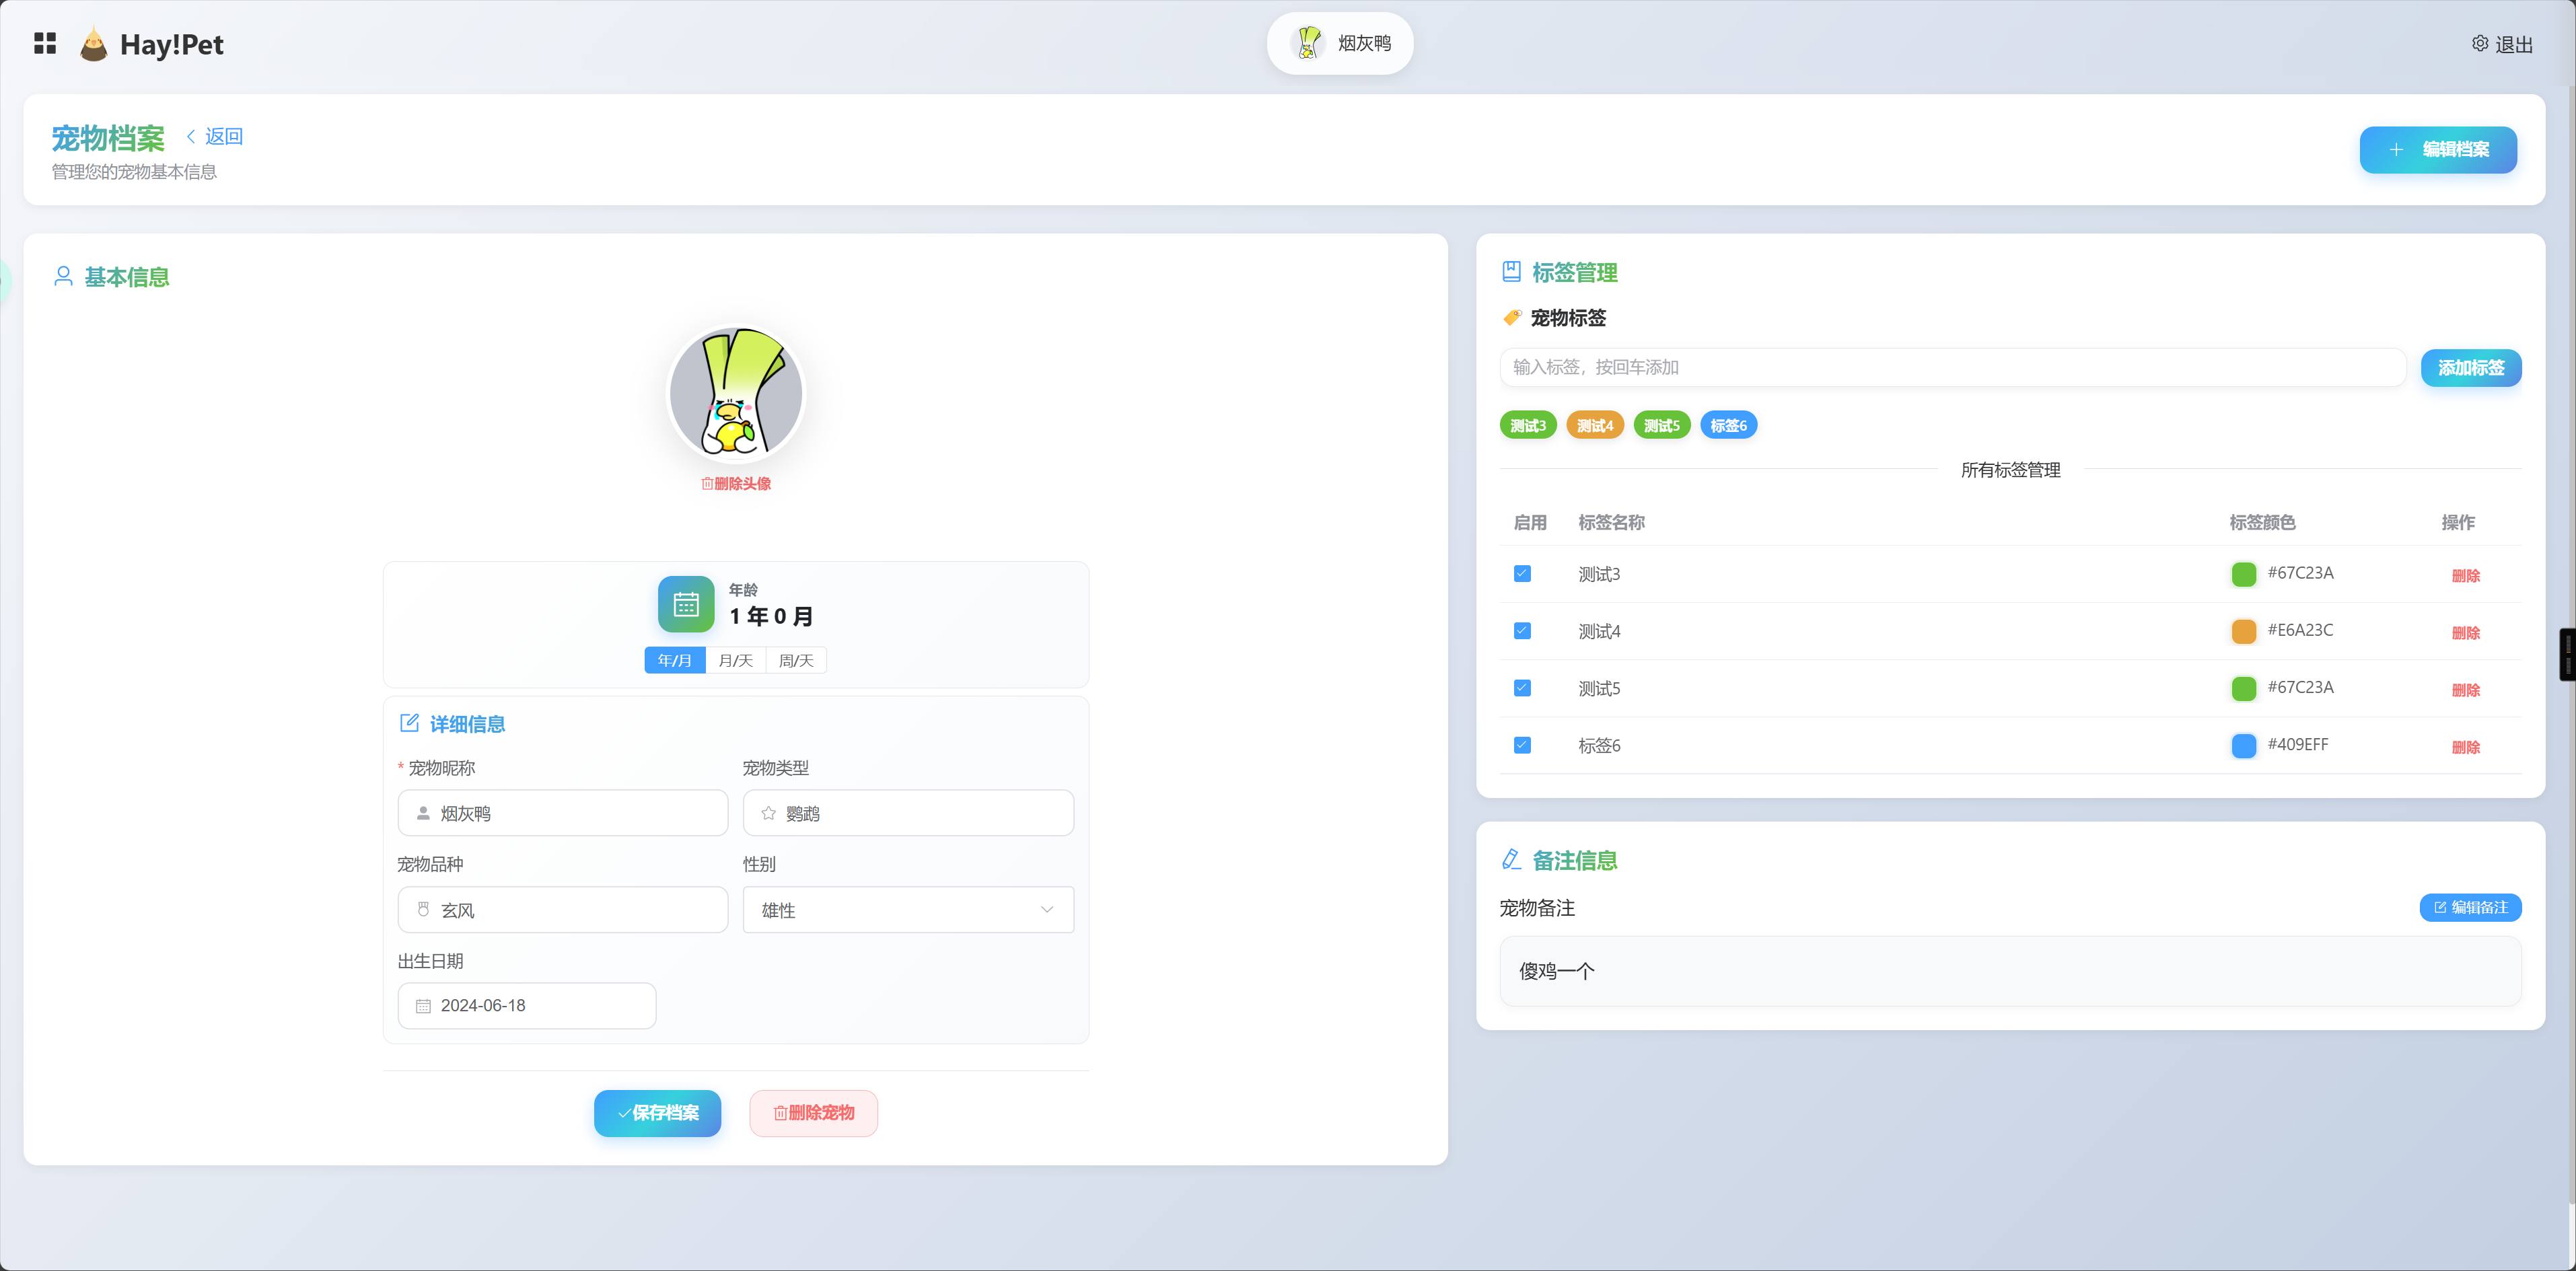 Hay!Pet
烟灰鸭
退出
宠物档案
返回
管理您的宠物基本信息
编辑档案
基本信息
删除头像
年龄
1 年 0 月
年/月 月/天 周/天
详细信息
* 宠物昵称 宠物类型
烟灰鸭 鹦鹉
宠物品种 性别
玄风 雄性
出生日期
2024-06-18
保存档案 删除宠物
标签管理
宠物标签
输入标签，按回车添加 添加标签
测试3 测试4 测试5 标签6
所有标签管理
启用 标签名称 标签颜色 操作
测试3 #67C23A 删除
测试4 #E6A23C 删除
测试5 #67C23A 删除
标签6 #409EFF 删除
备注信息
宠物备注 编辑备注
傻鸡一个